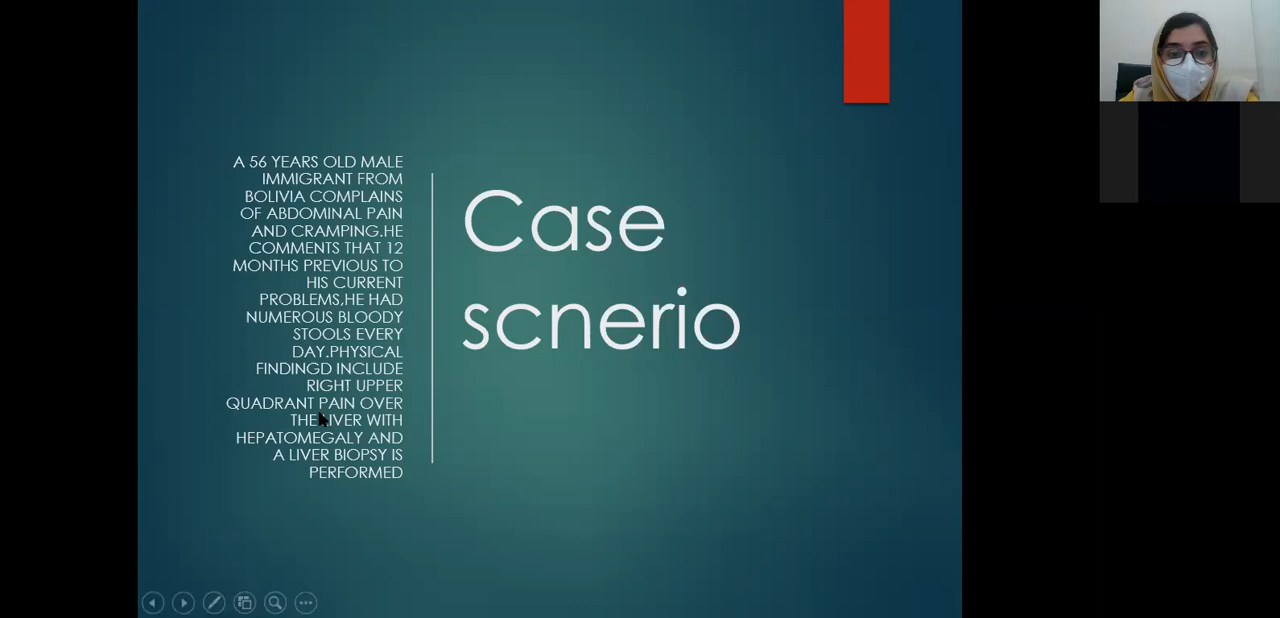 A 56 YEARS OLD MALE
IMMIGRANT FROM
BOLIVIA COMPLAINS
OF ABDOMINAL PAIN
AND CRAMPING.HE
COMMENTS THAT 12
MONTHS PREVIOUS TO
HIS CURRENT
PROBLEMS,HE HAD
NUMEROUS BLOODY
STOOLS EVERY
DAY.PHYSICAL
FINDINGD INCLUDE
RIGHT UPPER
QUADRANT PAIN OVER
THE LIVER WITH
HEPATOMEGALY AND
A LIVER BIOPSY IS
PERFORMED
Case
scnerio